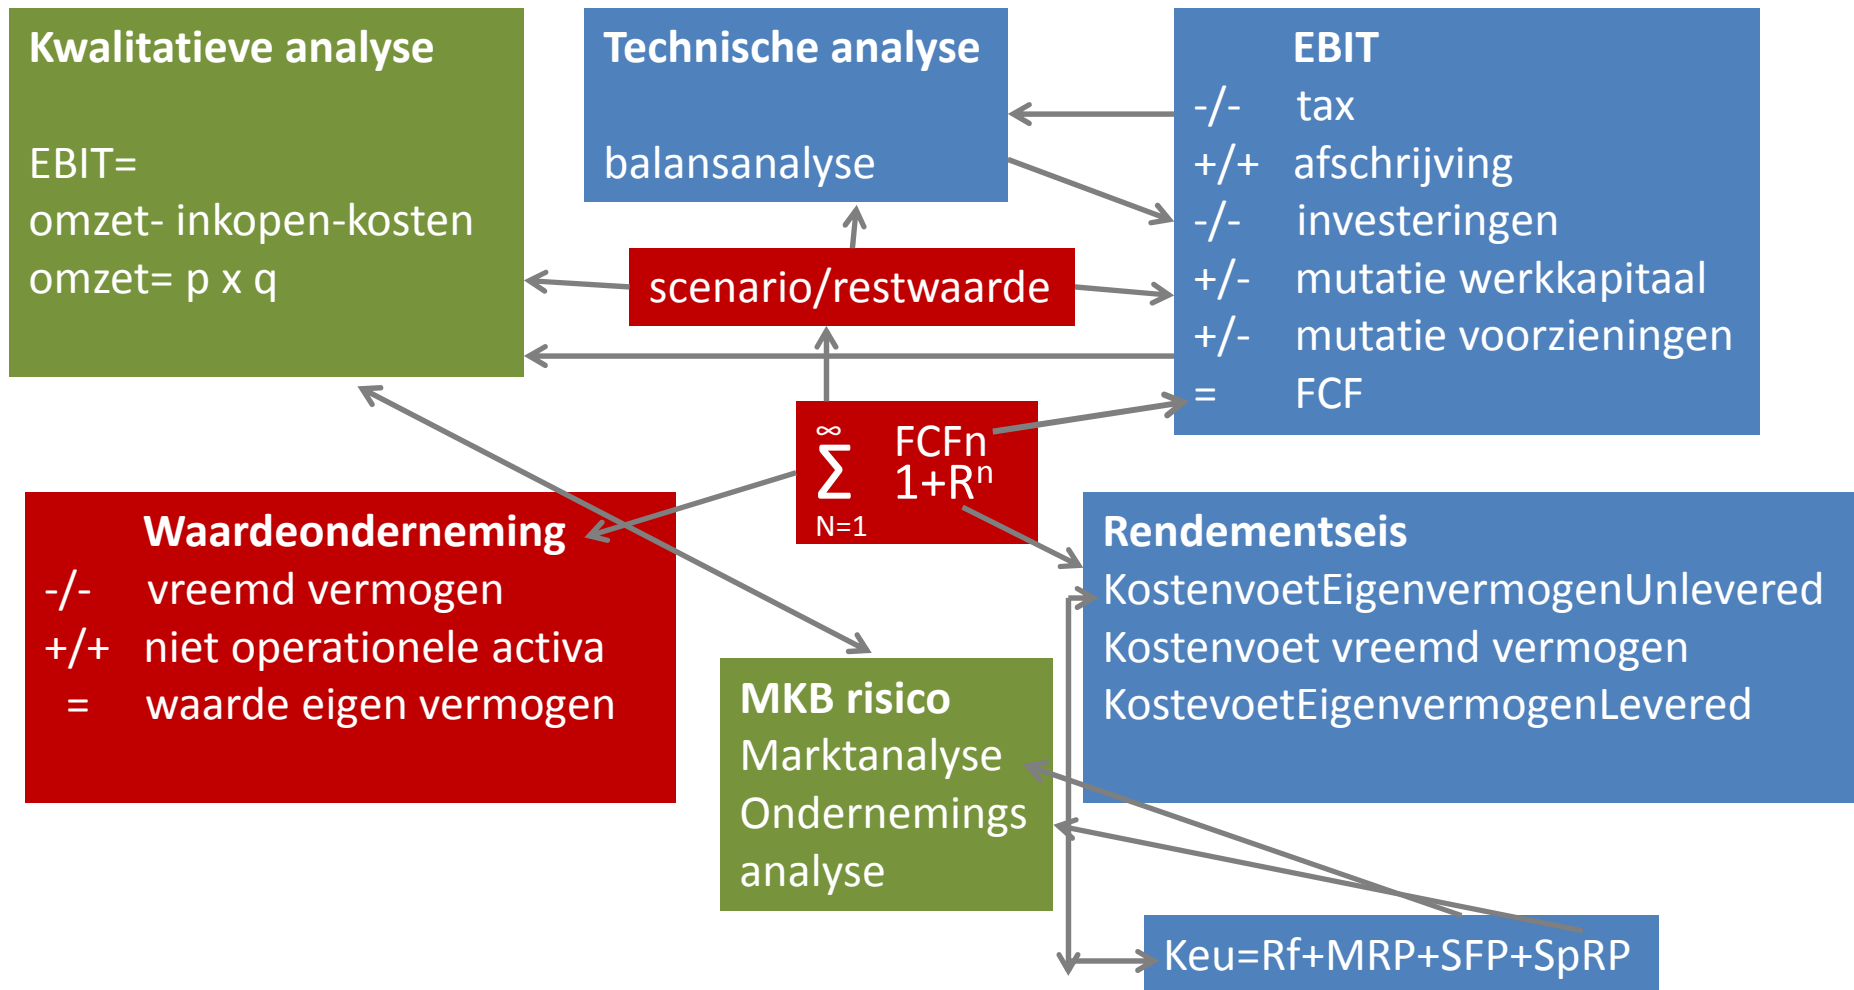 Kwalitatieve analyse
EBIT=
omzet- inkopen-kosten
omzet= p x q
Technische analyse
balansanalyse
EBIT
-/- tax
+/+ afschrijving
-/- investeringen
+/- mutatie werkkapitaal
+/- mutatie voorzieningen
= FCF
scenario/restwaarde
∞
Σ FCFn
1+Rⁿ
N=1
Waardeonderneming
-/- vreemd vermogen
+/+ niet operationele activa
= waarde eigen vermogen
Rendementseis
KostenvoetEigenvermogenUnlevered
Kostenvoet vreemd vermogen
KostevoetEigenvermogenLevered
MKB risico
Marktanalyse
Ondernemings
analyse
Keu=Rf+MRP+SFP+SpRP